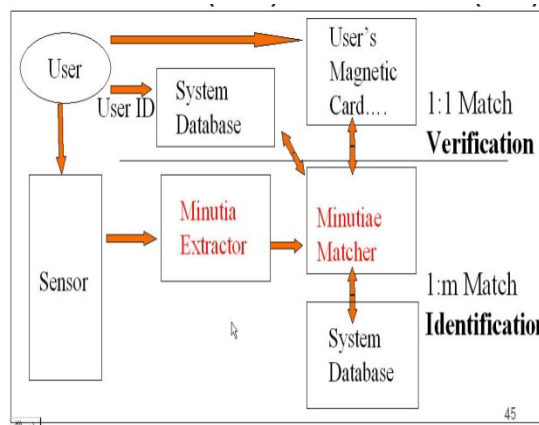 User
User ID
System
Database
User's
Magnetic
Card....
1:1 Match
Verification
Sensor
Minutia
Extractor
Minutiae
Matcher
1:m Match
Identification
System
Database
45